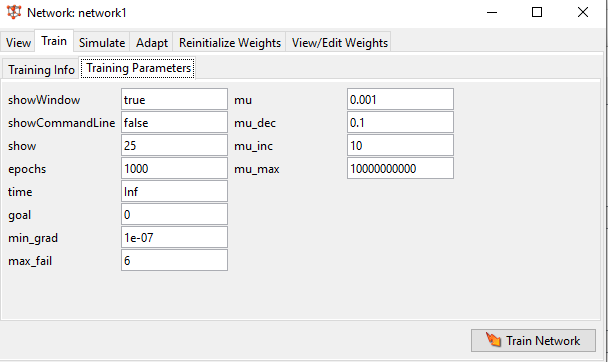 Network: network1
View Train Simulate Adapt Reinitialize Weights View/Edit Weights
Training Info Training Parameters
showWindow true mu 0.001
showCommandLine false mu_dec 0.1
show 25 mu_inc 10
epochs 1000 mu_max 10000000000
time Inf
goal 0
min_grad 1e-07
max_fail 6
Train Network